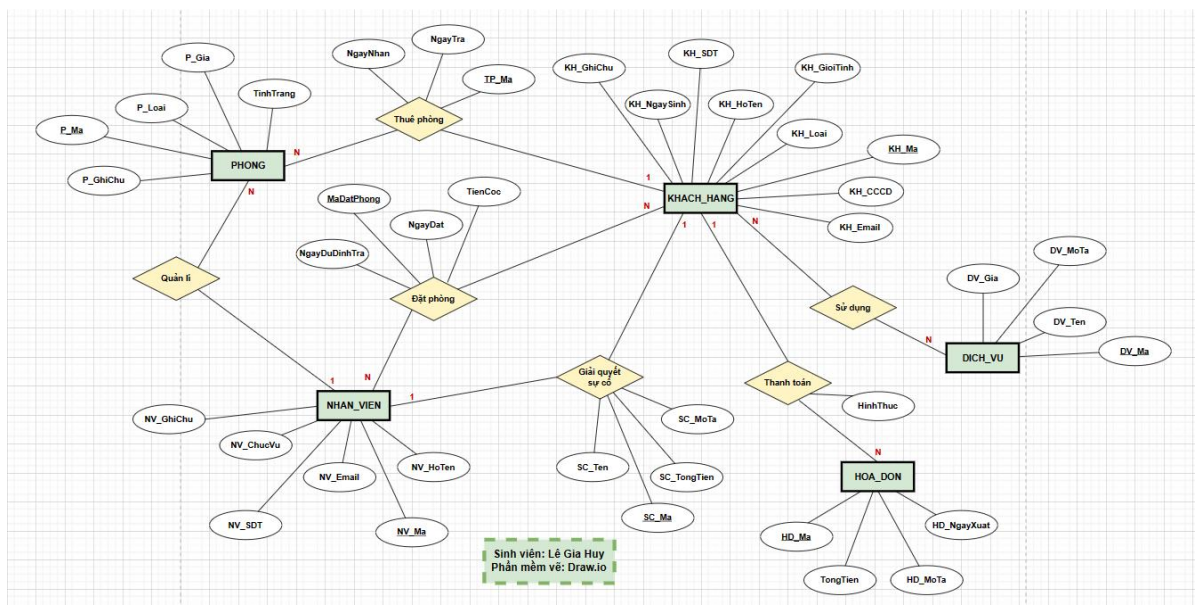 NgayNhan
NgayTra
TP_Ma
Thuê phòng
P_Gia
TinhTrang
P_Loai
P_Ma
P_GhiChu
PHONG
N
N
KH_GhiChu
KH_SDT
KH_GioiTinh
KH_NgaySinh
KH_HoTen
KH_Loai
KH_Ma
KH_CCCD
KH_Email
KHACH_HANG
1
N
1
1
N
MaDatPhong
TienCoc
NgayDat
NgayDuDinhTra
Đặt phòng
Quản lí
Sử dụng
DV_MoTa
DV_Gia
DV_Ten
DV_Ma
DICH_VU
N
Giải quyết
sự cố
Thanh toán
HinhThuc
1
N
1
NHAN_VIEN
NV_GhiChu
NV_ChucVu
NV_Email
NV_HoTen
NV_SDT
NV_Ma
SC_MoTa
SC_Ten
SC_TongTien
SC_Ma
N
HOA_DON
HD_Ma
HD_NgayXuat
TongTien
HD_MoTa
Sinh viên: Lê Gia Huy
Phần mềm vẽ: Draw.io